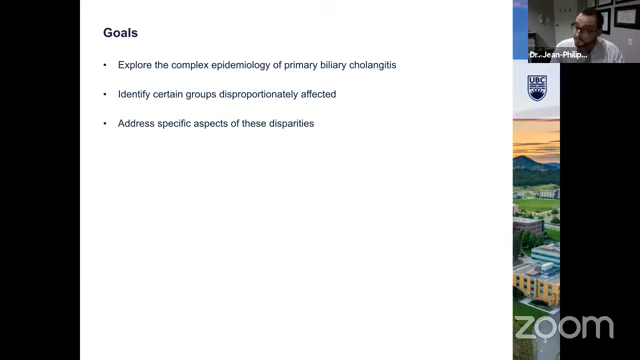 Goals
• Explore the complex epidemiology of primary biliary cholangitis
• Identify certain groups disproportionately affected
• Address specific aspects of these disparities
Dr. Jean-Philip...
UBC
zoom